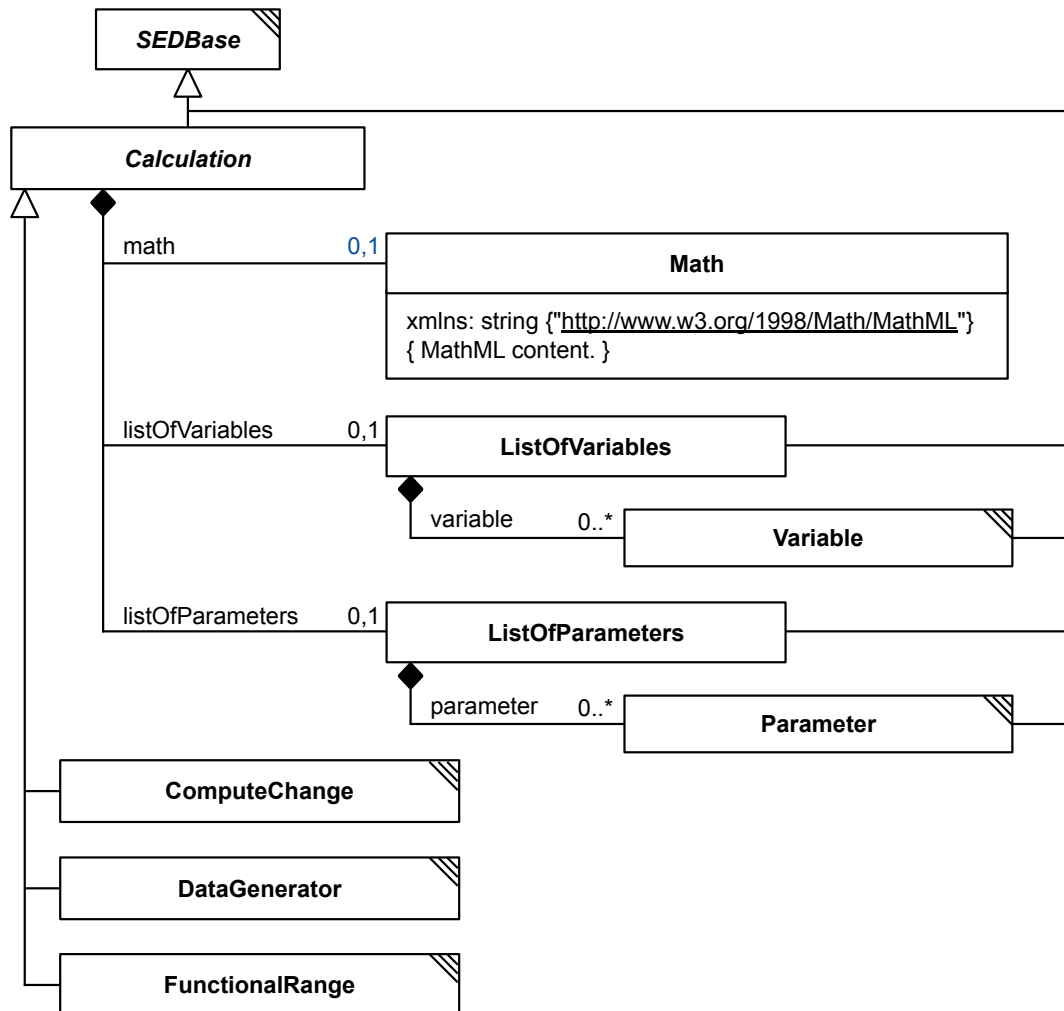 SEDBase
Calculation
math 0,1
Math
xmlns: string {"http://www.w3.org/1998/Math/MathML"}
{ MathML content. }
listOfVariables 0,1
ListOfVariables
variable 0..*
Variable
listOfParameters 0,1
ListOfParameters
parameter 0..*
Parameter
ComputeChange
DataGenerator
FunctionalRange